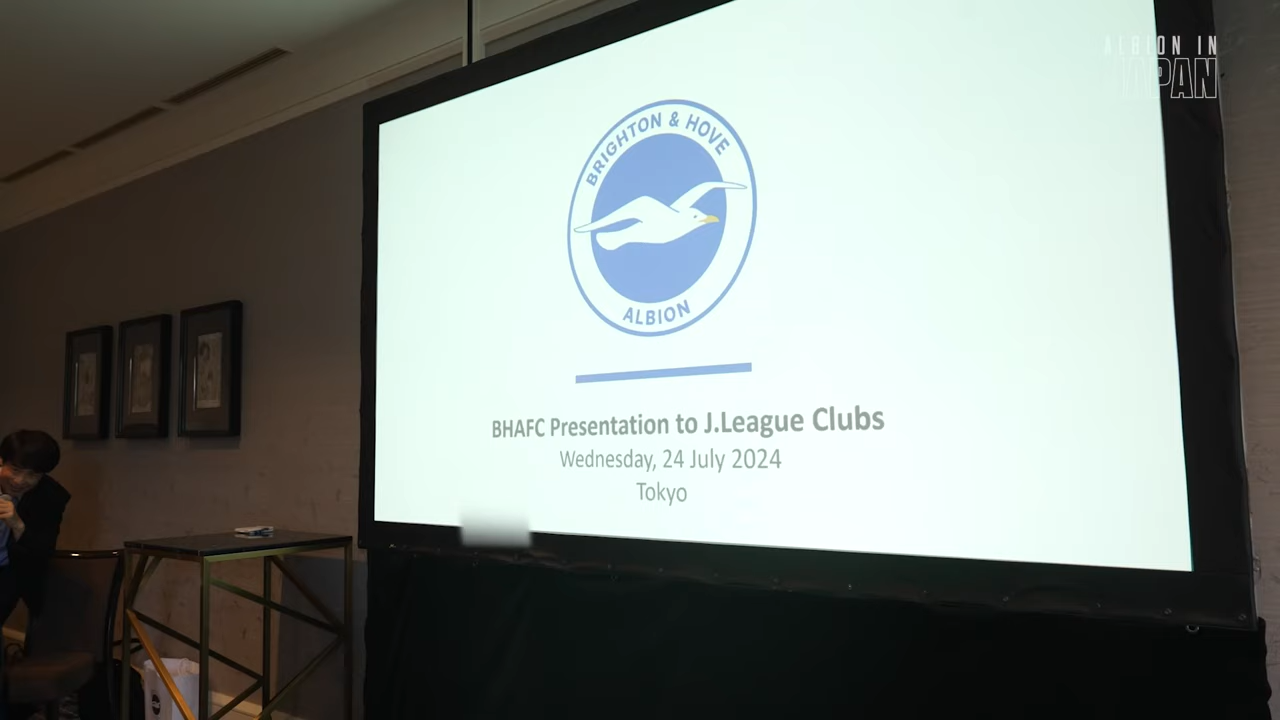 ALBION IN
JAPAN
BRIGHTON & HOVE
ALBION
BHAFC Presentation to J.League Clubs
Wednesday, 24 July 2024
Tokyo